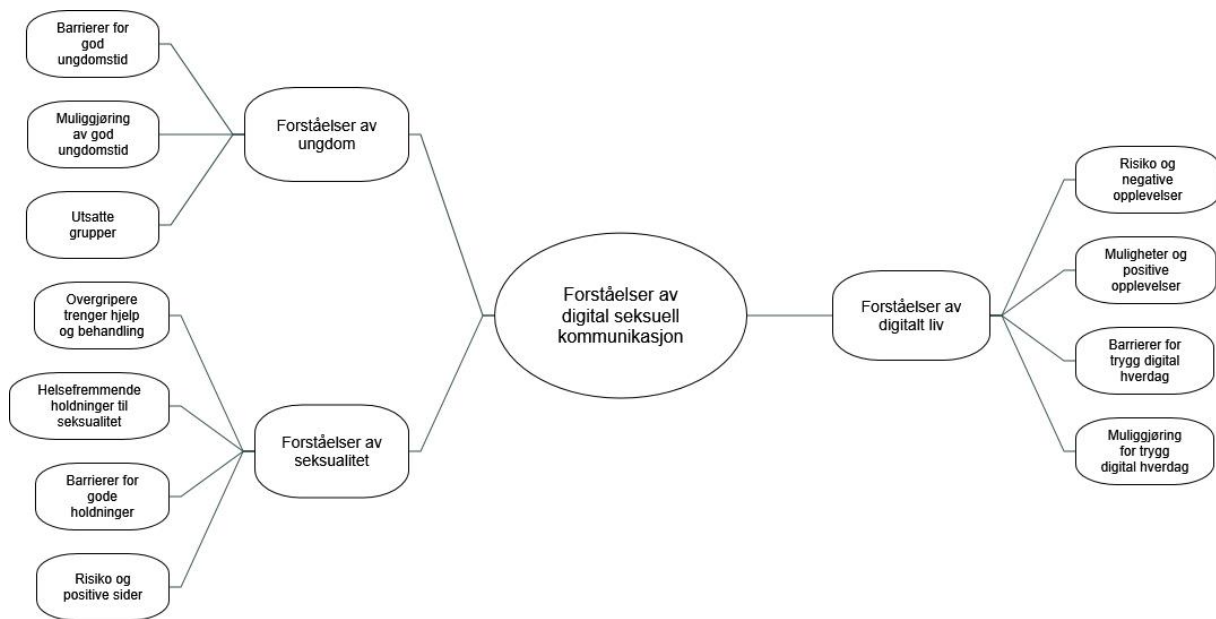 Barrierer for
god
ungdomstid
Muliggjøring
av god
ungdomstid
Utsatte
grupper
Forståelser av
ungdom
Overgripere
trenger hjelp
og behandling
Helsefremmende
holdninger til
seksualitet
Barrierer for
gode
holdninger
Risiko og
positive sider
Forståelser av
seksualitet
Forståelser av
digital seksuell
kommunikasjon
Forståelser av
digitalt liv
Risiko og
negative
opplevelser
Muligheter og
positive
opplevelser
Barrierer for
trygg digital
hverdag
Muliggjøring
for trygg
digital hverdag